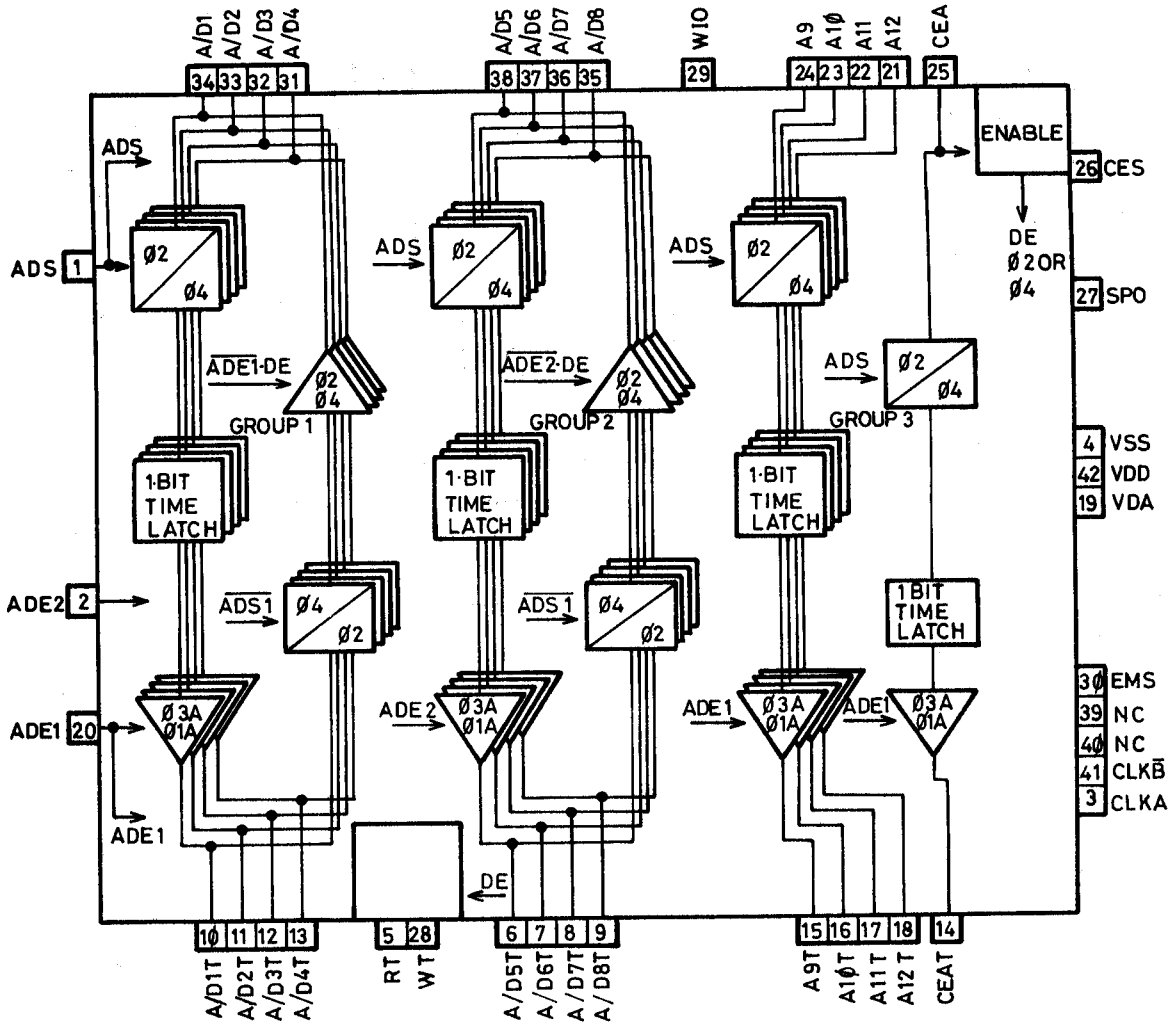 A/D1 A/D2 A/D3 A/D4
34 33 32 31
A/D5 A/D6 A/D7 A/D8
38 37 36 35
WIO
29
A9 A1Ø A11 A12
24 23 22 21
CEA
25
ENABLE
26 CES
DE
Ø2 OR
Ø4
27 SPO
ADS
ADS 1
Ø2
Ø4
ADS
Ø2
Ø4
ADS
Ø2
Ø4
ADS
Ø2
Ø4
A̅D̅E̅1̅·DE
Ø2
Ø4
GROUP 1
A̅D̅E̅2̅·DE
Ø2
Ø4
GROUP 2
GROUP 3
4 VSS
42 VDD
19 VDA
1·BIT
TIME
LATCH
1·BIT
TIME
LATCH
1·BIT
TIME
LATCH
1 BIT
TIME
LATCH
ADE2 2
A̅D̅S̅1̅
Ø4
Ø2
A̅D̅S̅1̅
Ø4
Ø2
ADE1 20
Ø3A
Ø1A
ADE2
Ø3A
Ø1A
ADE1
Ø3A
Ø1A
ADE1
Ø3A
Ø1A
3Ø EMS
39 NC
4Ø NC
41 CLKB̅
3 CLKA
ADE1
DE
1Ø 11 12 13
A/D1T A/D2T A/D3T A/D4T
5 28
RT WT
6 7 8 9
A/D5T A/D6T A/D7T A/D8T
15 16 17 18
A9T A1ØT A11T A12T
14
CEAT